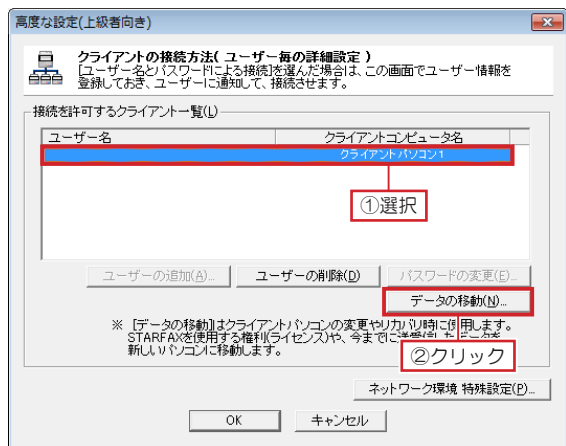 高度な設定(上級者向き)
クライアントの接続方法( ユーザー毎の詳細設定 )
[ユーザー名とパスワードによる接続]を選んだ場合は、この画面でユーザー情報を
登録しておき、ユーザーに通知して、接続させます。
接続を許可するクライアント一覧(L)
ユーザー名 クライアントコンピュータ名
クライアントパソコン1
①選択
ユーザーの追加(A)... ユーザーの削除(D) パスワードの変更(E)...
データの移動(N)...
※ [データの移動]はクライアントパソコンの変更やリカバリ時に使用します。
STARFAXを使用する権利(ライセンス)や、今までに送受信したデータを
新しいパソコンに移動します。
②クリック
ネットワーク環境 特殊設定(P)...
OK キャンセル